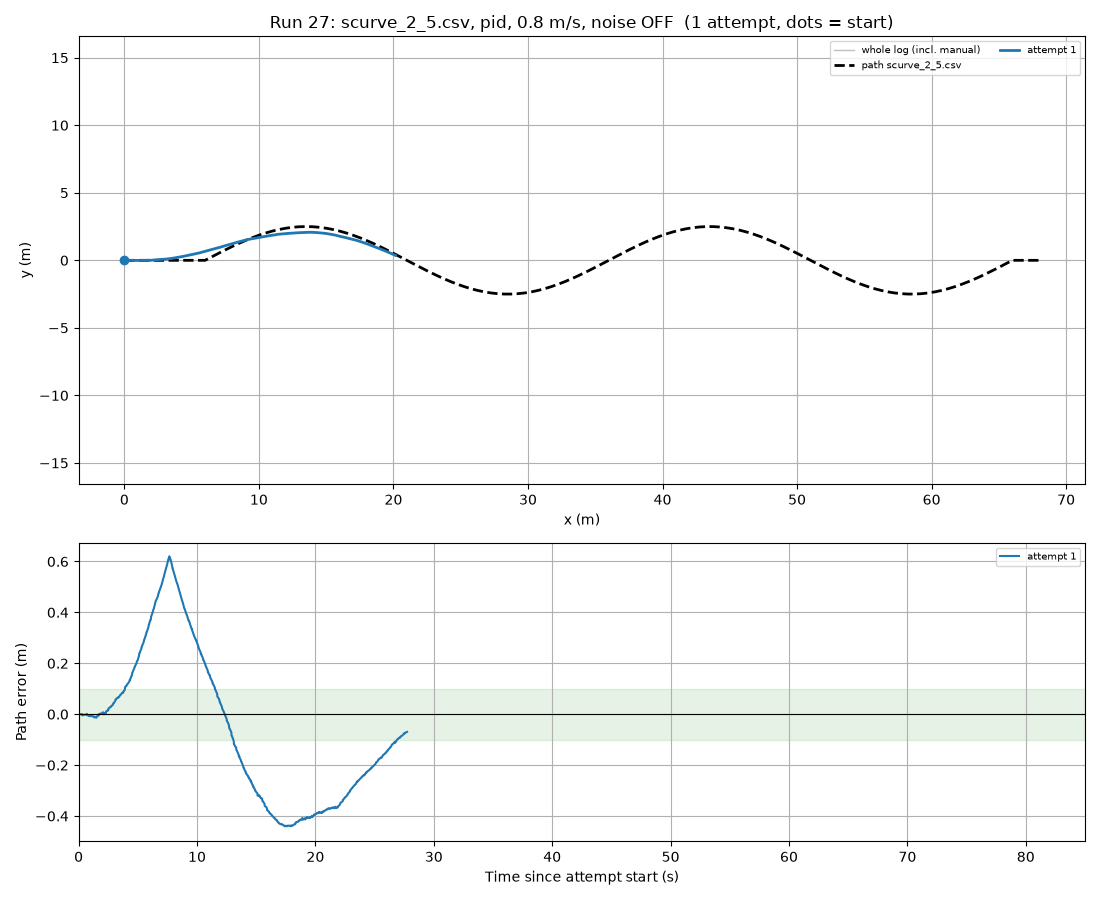 Run 27: scurve_2_5.csv, pid, 0.8 m/s, noise OFF  (1 attempt, dots = start)
whole log (incl. manual)
path scurve_2_5.csv
attempt 1
15
10
5
0
−5
−10
−15
y (m)
0 10 20 30 40 50 60 70
x (m)
attempt 1
0.6
0.4
0.2
0.0
−0.2
−0.4
Path error (m)
0 10 20 30 40 50 60 70 80
Time since attempt start (s)